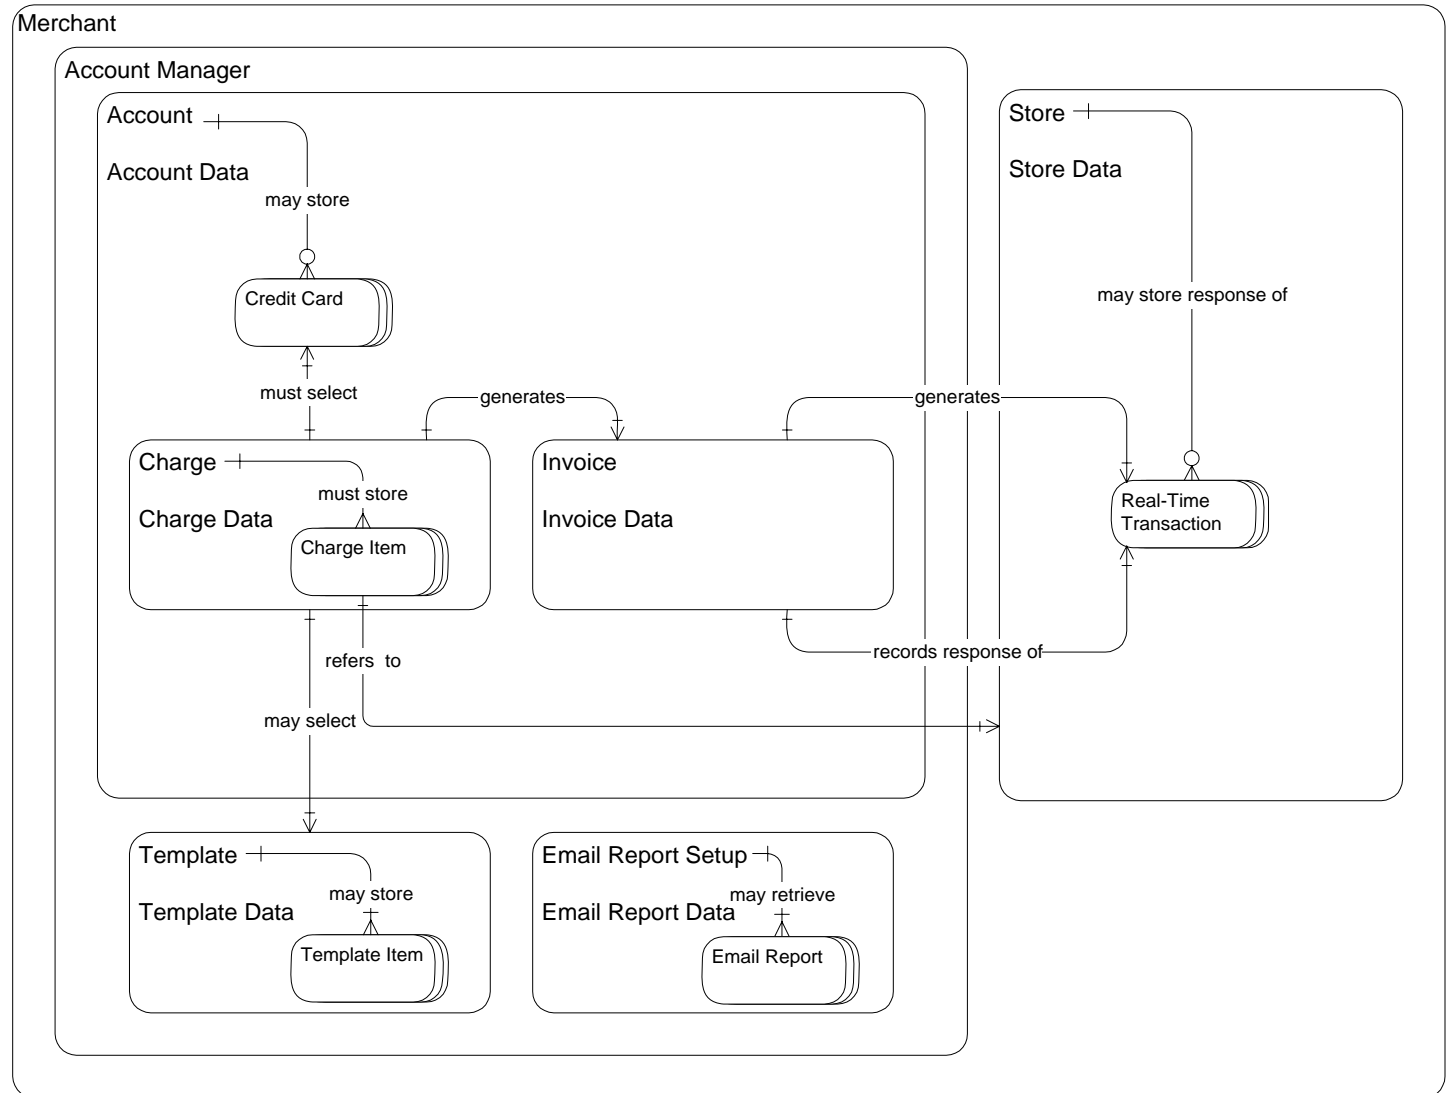 Merchant
Account Manager
Account
Account Data
may store
Credit Card
must select
generates
Charge
must store
Charge Data
Charge Item
Invoice
Invoice Data
refers to
may select
Template
may store
Template Data
Template Item
Email Report Setup
may retrieve
Email Report Data
Email Report
Store
Store Data
may store response of
generates
Real-Time
Transaction
records response of